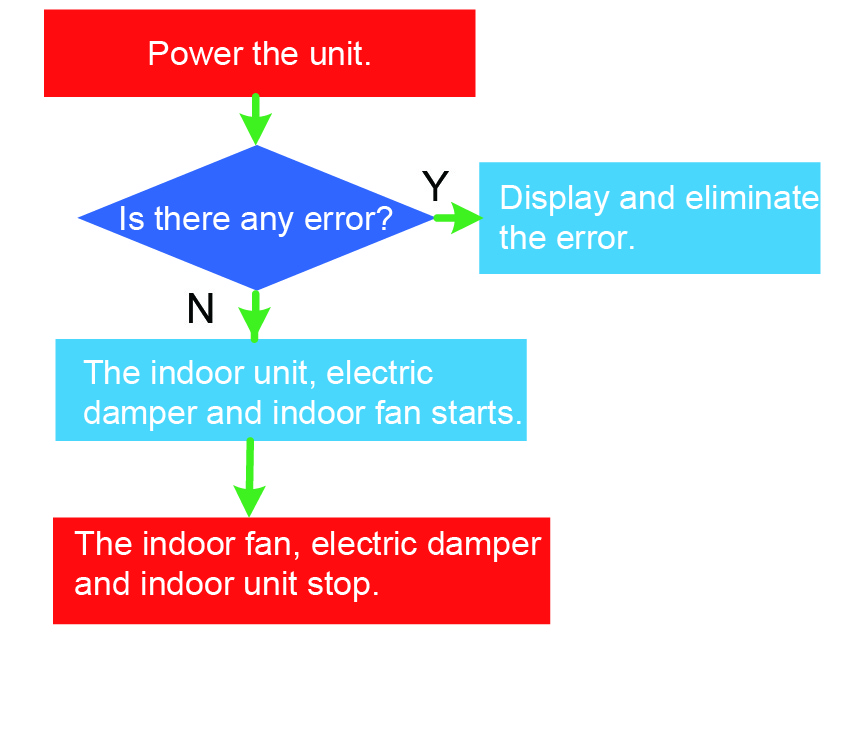 Power the unit.
Is there any error?
Y
Display and eliminate
the error.
N
The indoor unit, electric
damper and indoor fan starts.
The indoor fan, electric damper
and indoor unit stop.